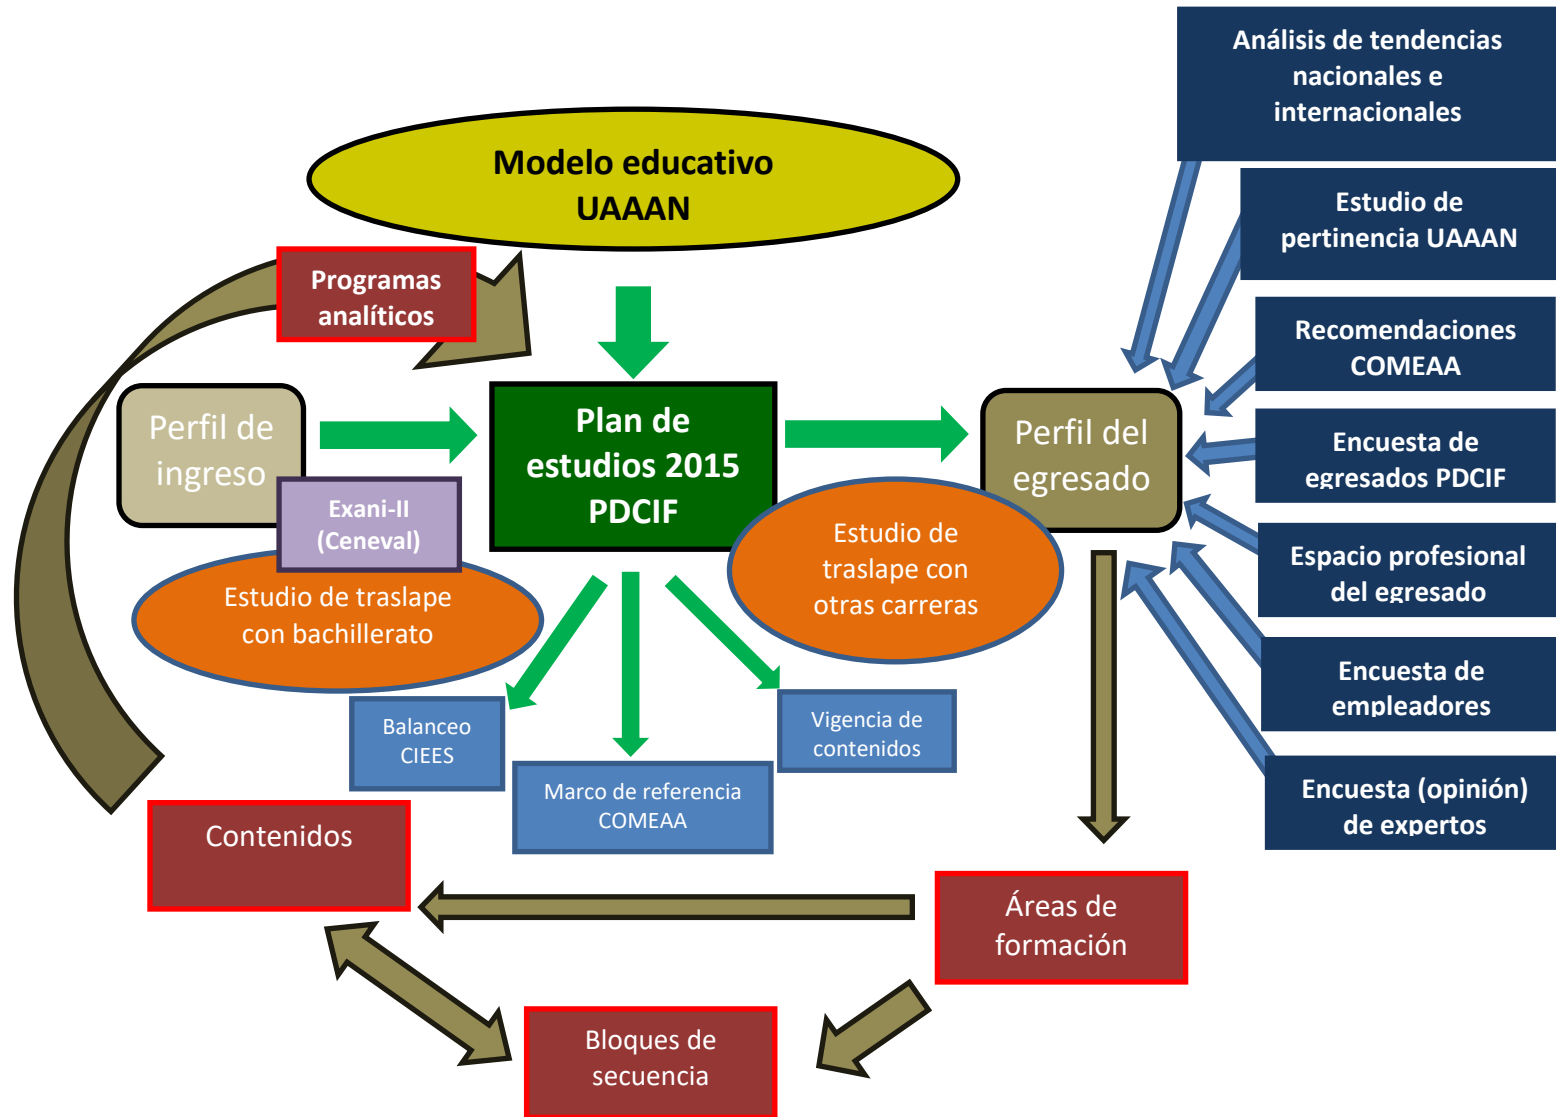 Análisis de tendencias
nacionales e
internacionales
Modelo educativo
UAAAN
Estudio de
pertinencia UAAAN
Programas
analíticos
Recomendaciones
COMEAA
Perfil de
ingreso
Plan de
estudios 2015
PDCIF
Perfil del
egresado
Encuesta de
egresados PDCIF
Exani-II
(Ceneval)
Estudio de
traslape con
otras carreras
Espacio profesional
del egresado
Estudio de traslape
con bachillerato
Encuesta de
empleadores
Balanceo
CIEES
Vigencia de
contenidos
Marco de referencia
COMEAA
Encuesta (opinión)
de expertos
Contenidos
Áreas de
formación
Bloques de
secuencia